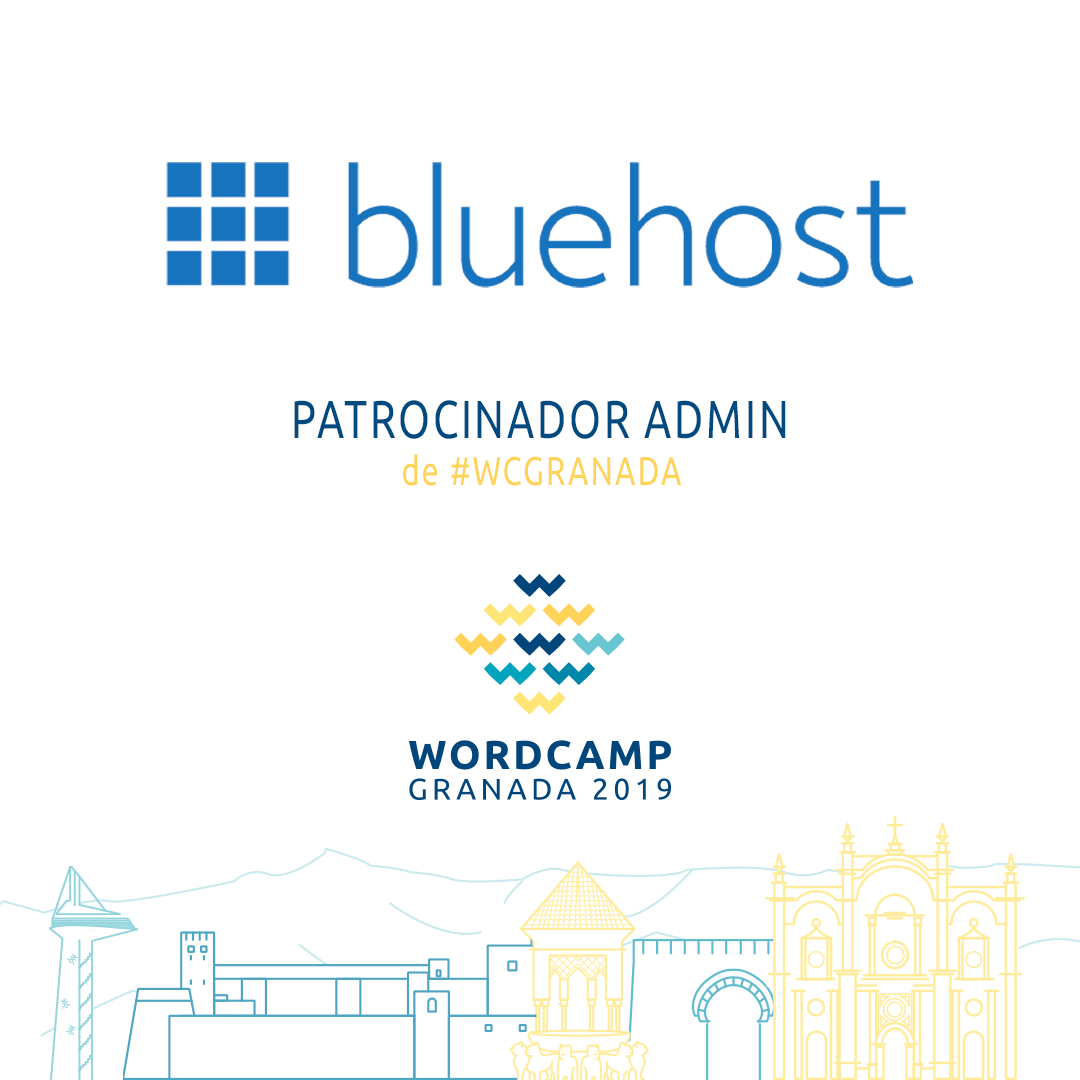 bluehost
PATROCINADOR ADMIN
de #WCGRANADA
WORDCAMP
GRANADA 2019